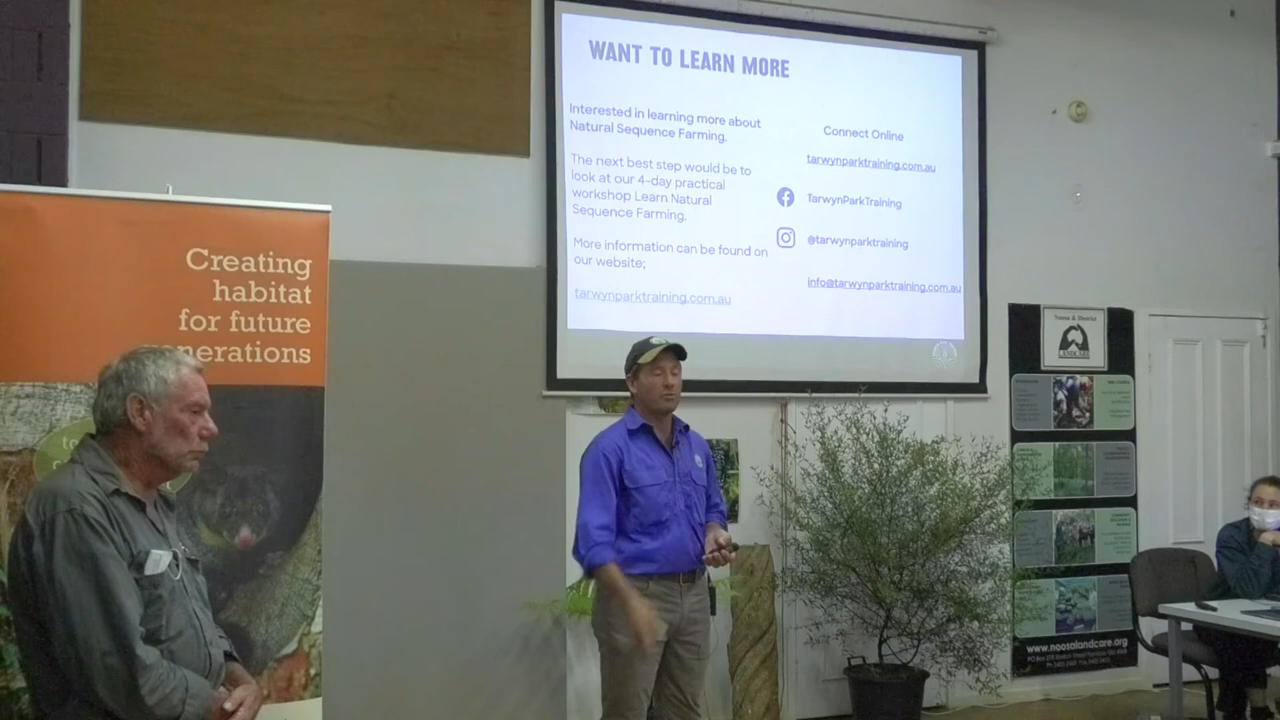 WANT TO LEARN MORE
Interested in learning more about
Natural Sequence Farming.
The next best step would be to
look at our 4-day practical
workshop Learn Natural
Sequence Farming.
More information can be found on
our website;
tarwynparktraining.com.au
Connect Online
tarwynparktraining.com.au
TarwynParkTraining
@tarwynparktraining
info@tarwynparktraining.com.au
Creating
habitat
for future
generations
to
Noosa & District
LANDCARE
www.noosalandcare.org